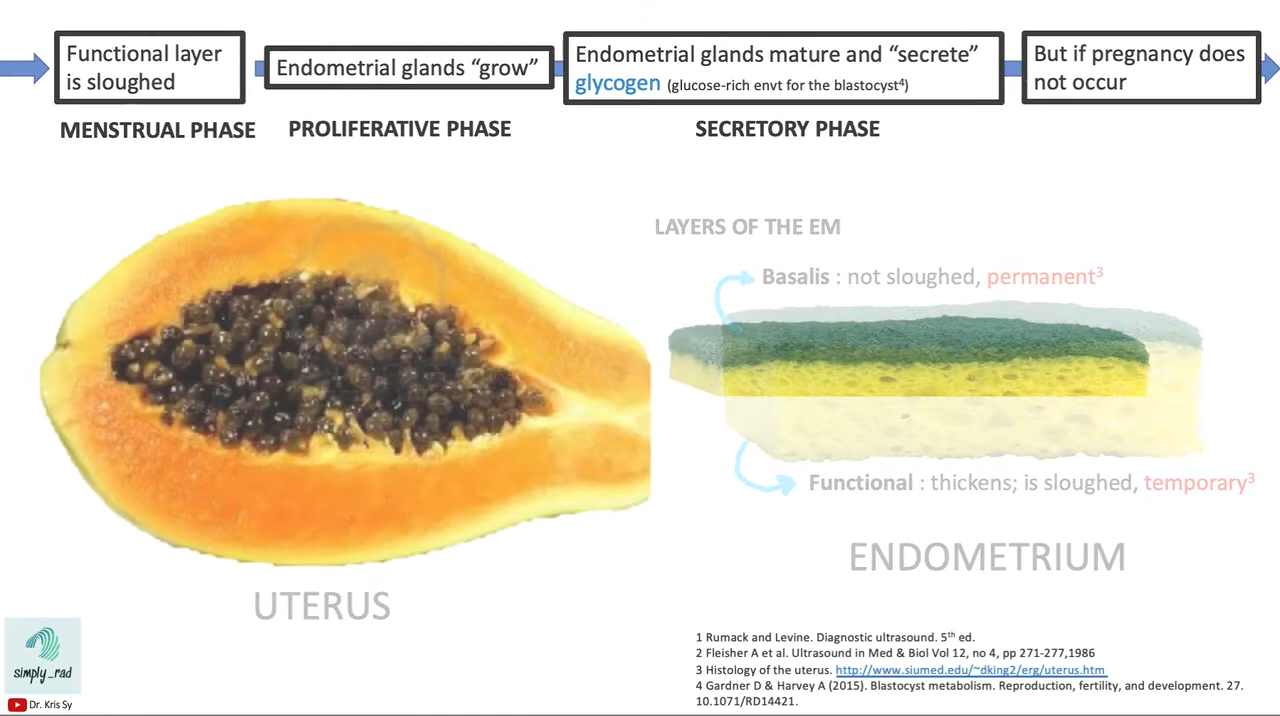 Functional layer
is sloughed
Endometrial glands “grow”
Endometrial glands mature and “secrete”
glycogen (glucose-rich envt for the blastocyst⁴)
But if pregnancy does
not occur
MENSTRUAL PHASE
PROLIFERATIVE PHASE
SECRETORY PHASE
LAYERS OF THE EM
Basalis : not sloughed, permanent³
Functional : thickens; is sloughed, temporary³
ENDOMETRIUM
UTERUS
1 Rumack and Levine. Diagnostic ultrasound. 5ᵗʰ ed.
2 Fleisher A et al. Ultrasound in Med & Biol Vol 12, no 4, pp 271-277,1986
3 Histology of the uterus. http://www.siumed.edu/~dking2/erg/uterus.htm
4 Gardner D & Harvey A (2015). Blastocyst metabolism. Reproduction, fertility, and development. 27.
10.1071/RD14421.
simply_rad
Dr. Kris Sy